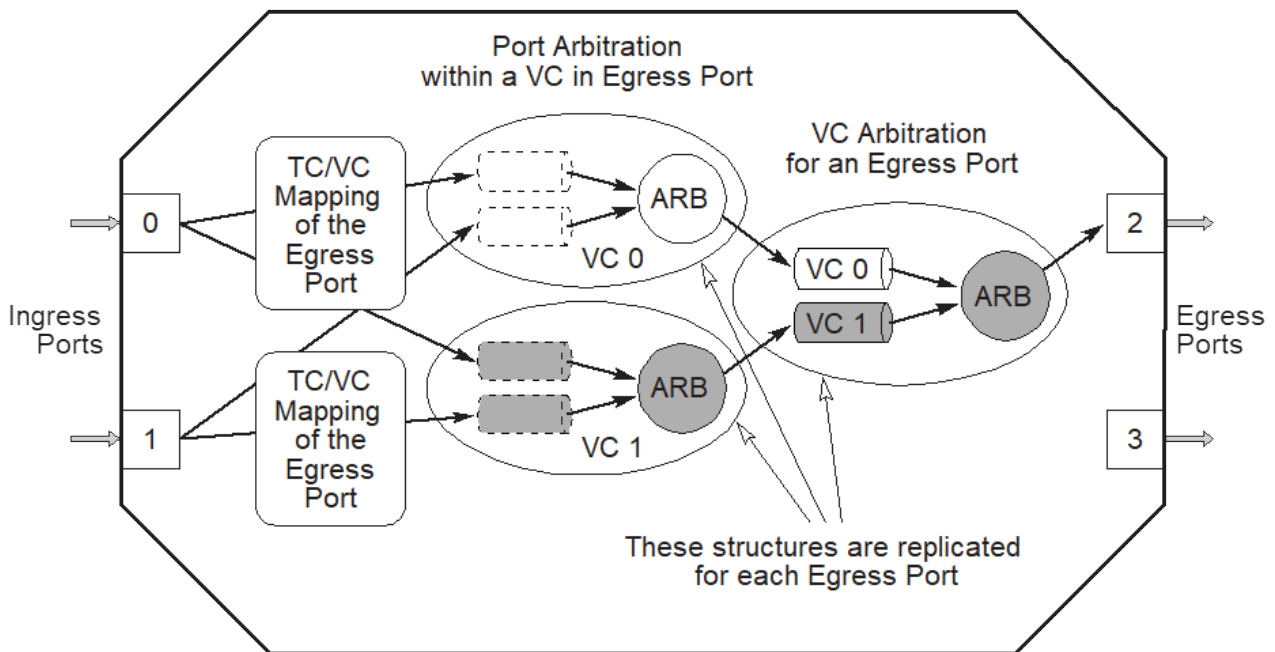 Port Arbitration
within a VC in Egress Port
VC Arbitration
for an Egress Port
TC/VC
Mapping
of the
Egress
Port
ARB
VC 0
0
2
VC 0
ARB
VC 1
Ingress
Ports
Egress
Ports
TC/VC
Mapping
of the
Egress
Port
ARB
VC 1
1
3
These structures are replicated
for each Egress Port